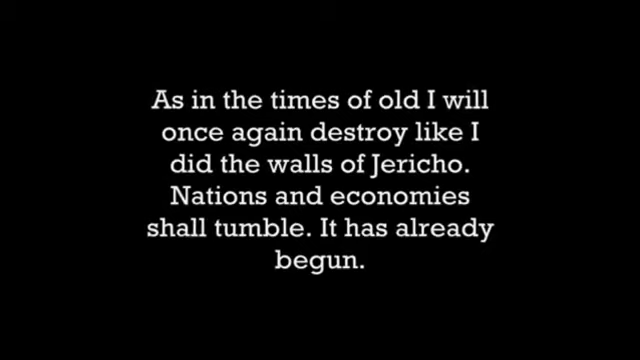 As in the times of old I will
once again destroy like I
did the walls of Jericho.
Nations and economies
shall tumble. It has already
begun.